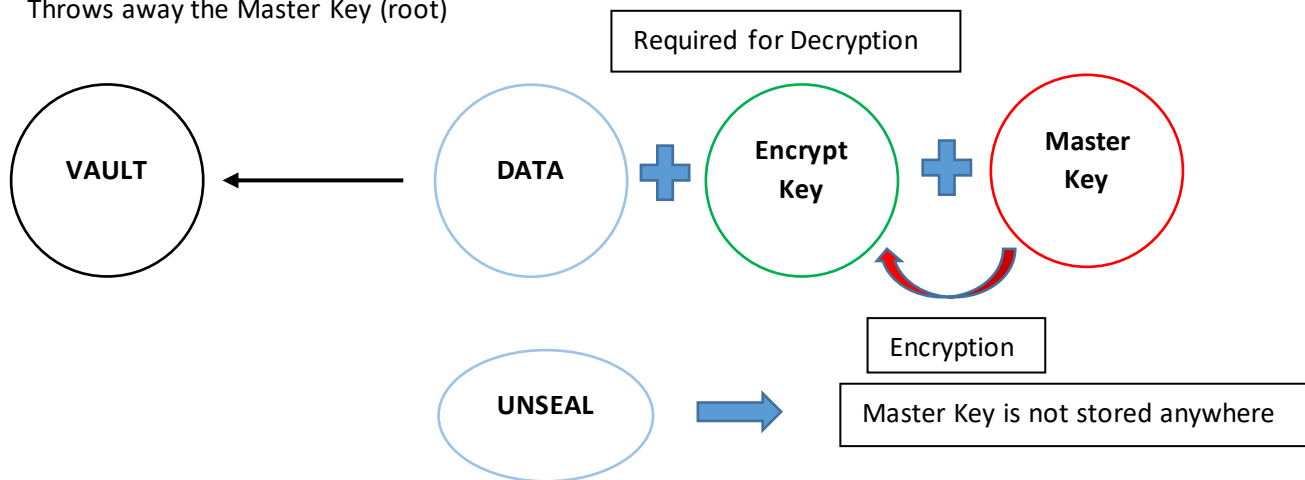 Throws away the Master Key (root)
Required for Decryption
VAULT
DATA
Encrypt
Key
Master
Key
Encryption
UNSEAL
Master Key is not stored anywhere